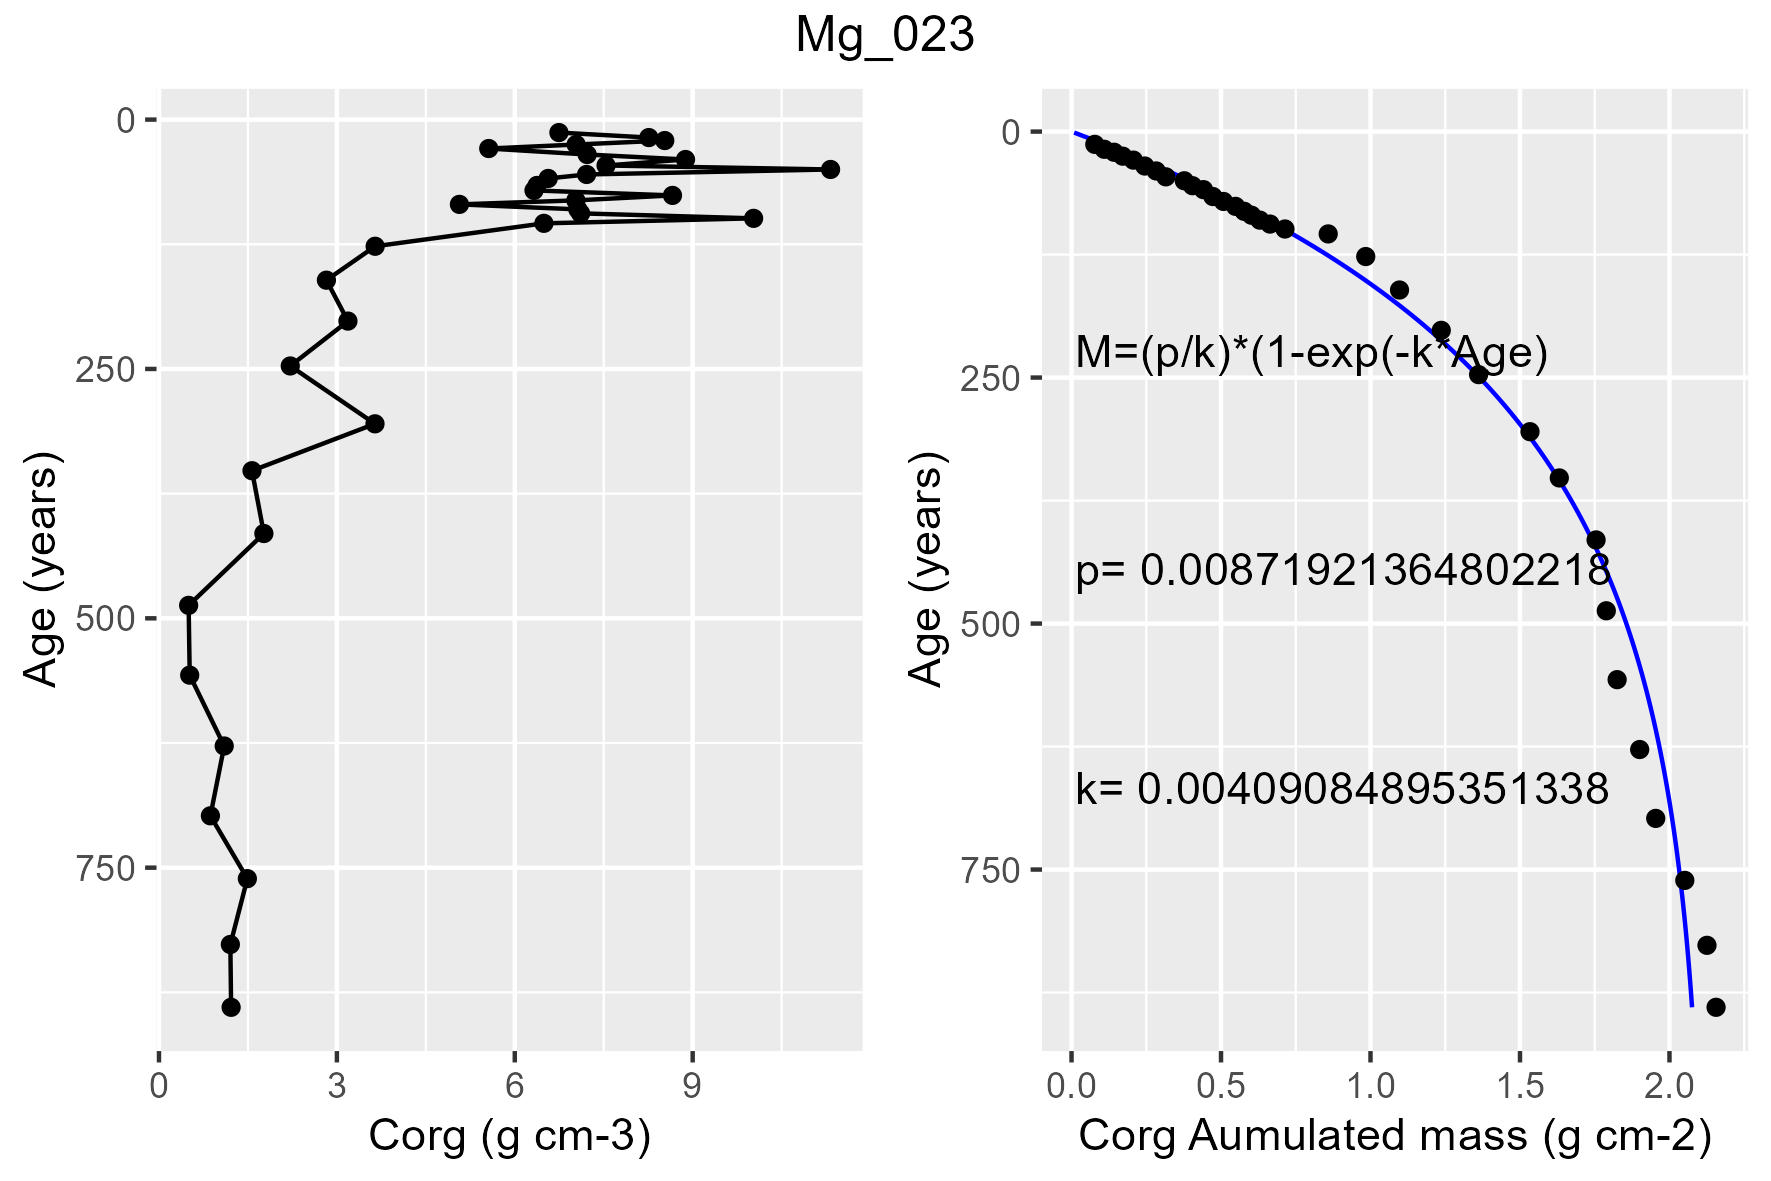 Mg_023
0
250
500
750
Age (years)
0
3
6
9
Corg (g cm-3)
0
250
500
750
Age (years)
M=(p/k)*(1-exp(-k*Age)
p= 0.00871921364802218
k= 0.00409084895351338
0.0
0.5
1.0
1.5
2.0
Corg Aumulated mass (g cm-2)